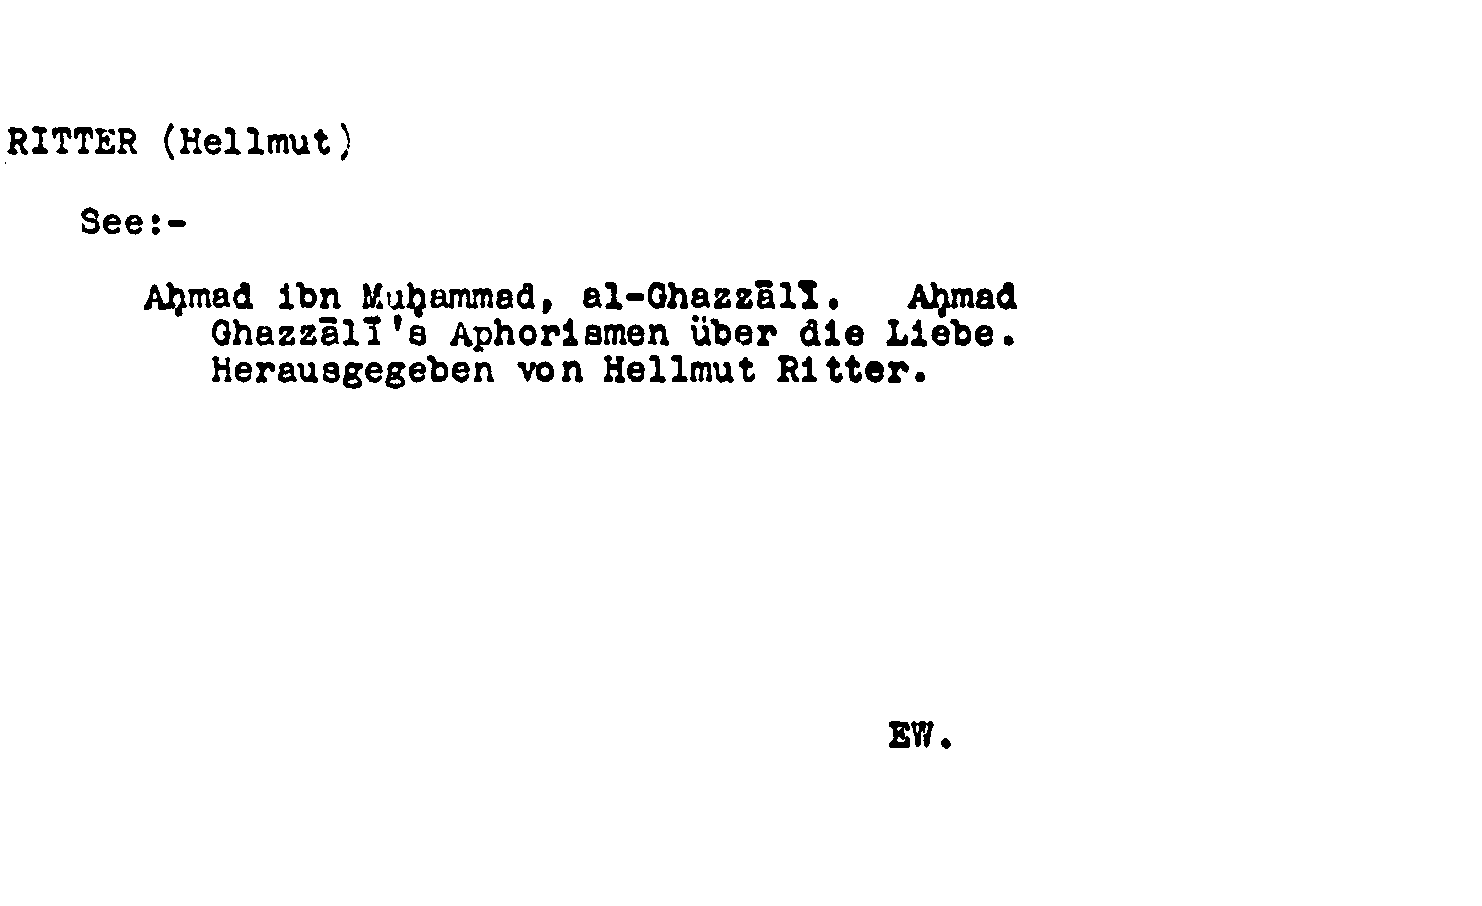 RITTER (Hellmut)
See:-
Aḥmad ibn Muḥammad, al-Ghazzālī. Aḥmad
Ghazzālī's Aphorismen über die Liebe.
Herausgegeben von Hellmut Ritter.
EW.